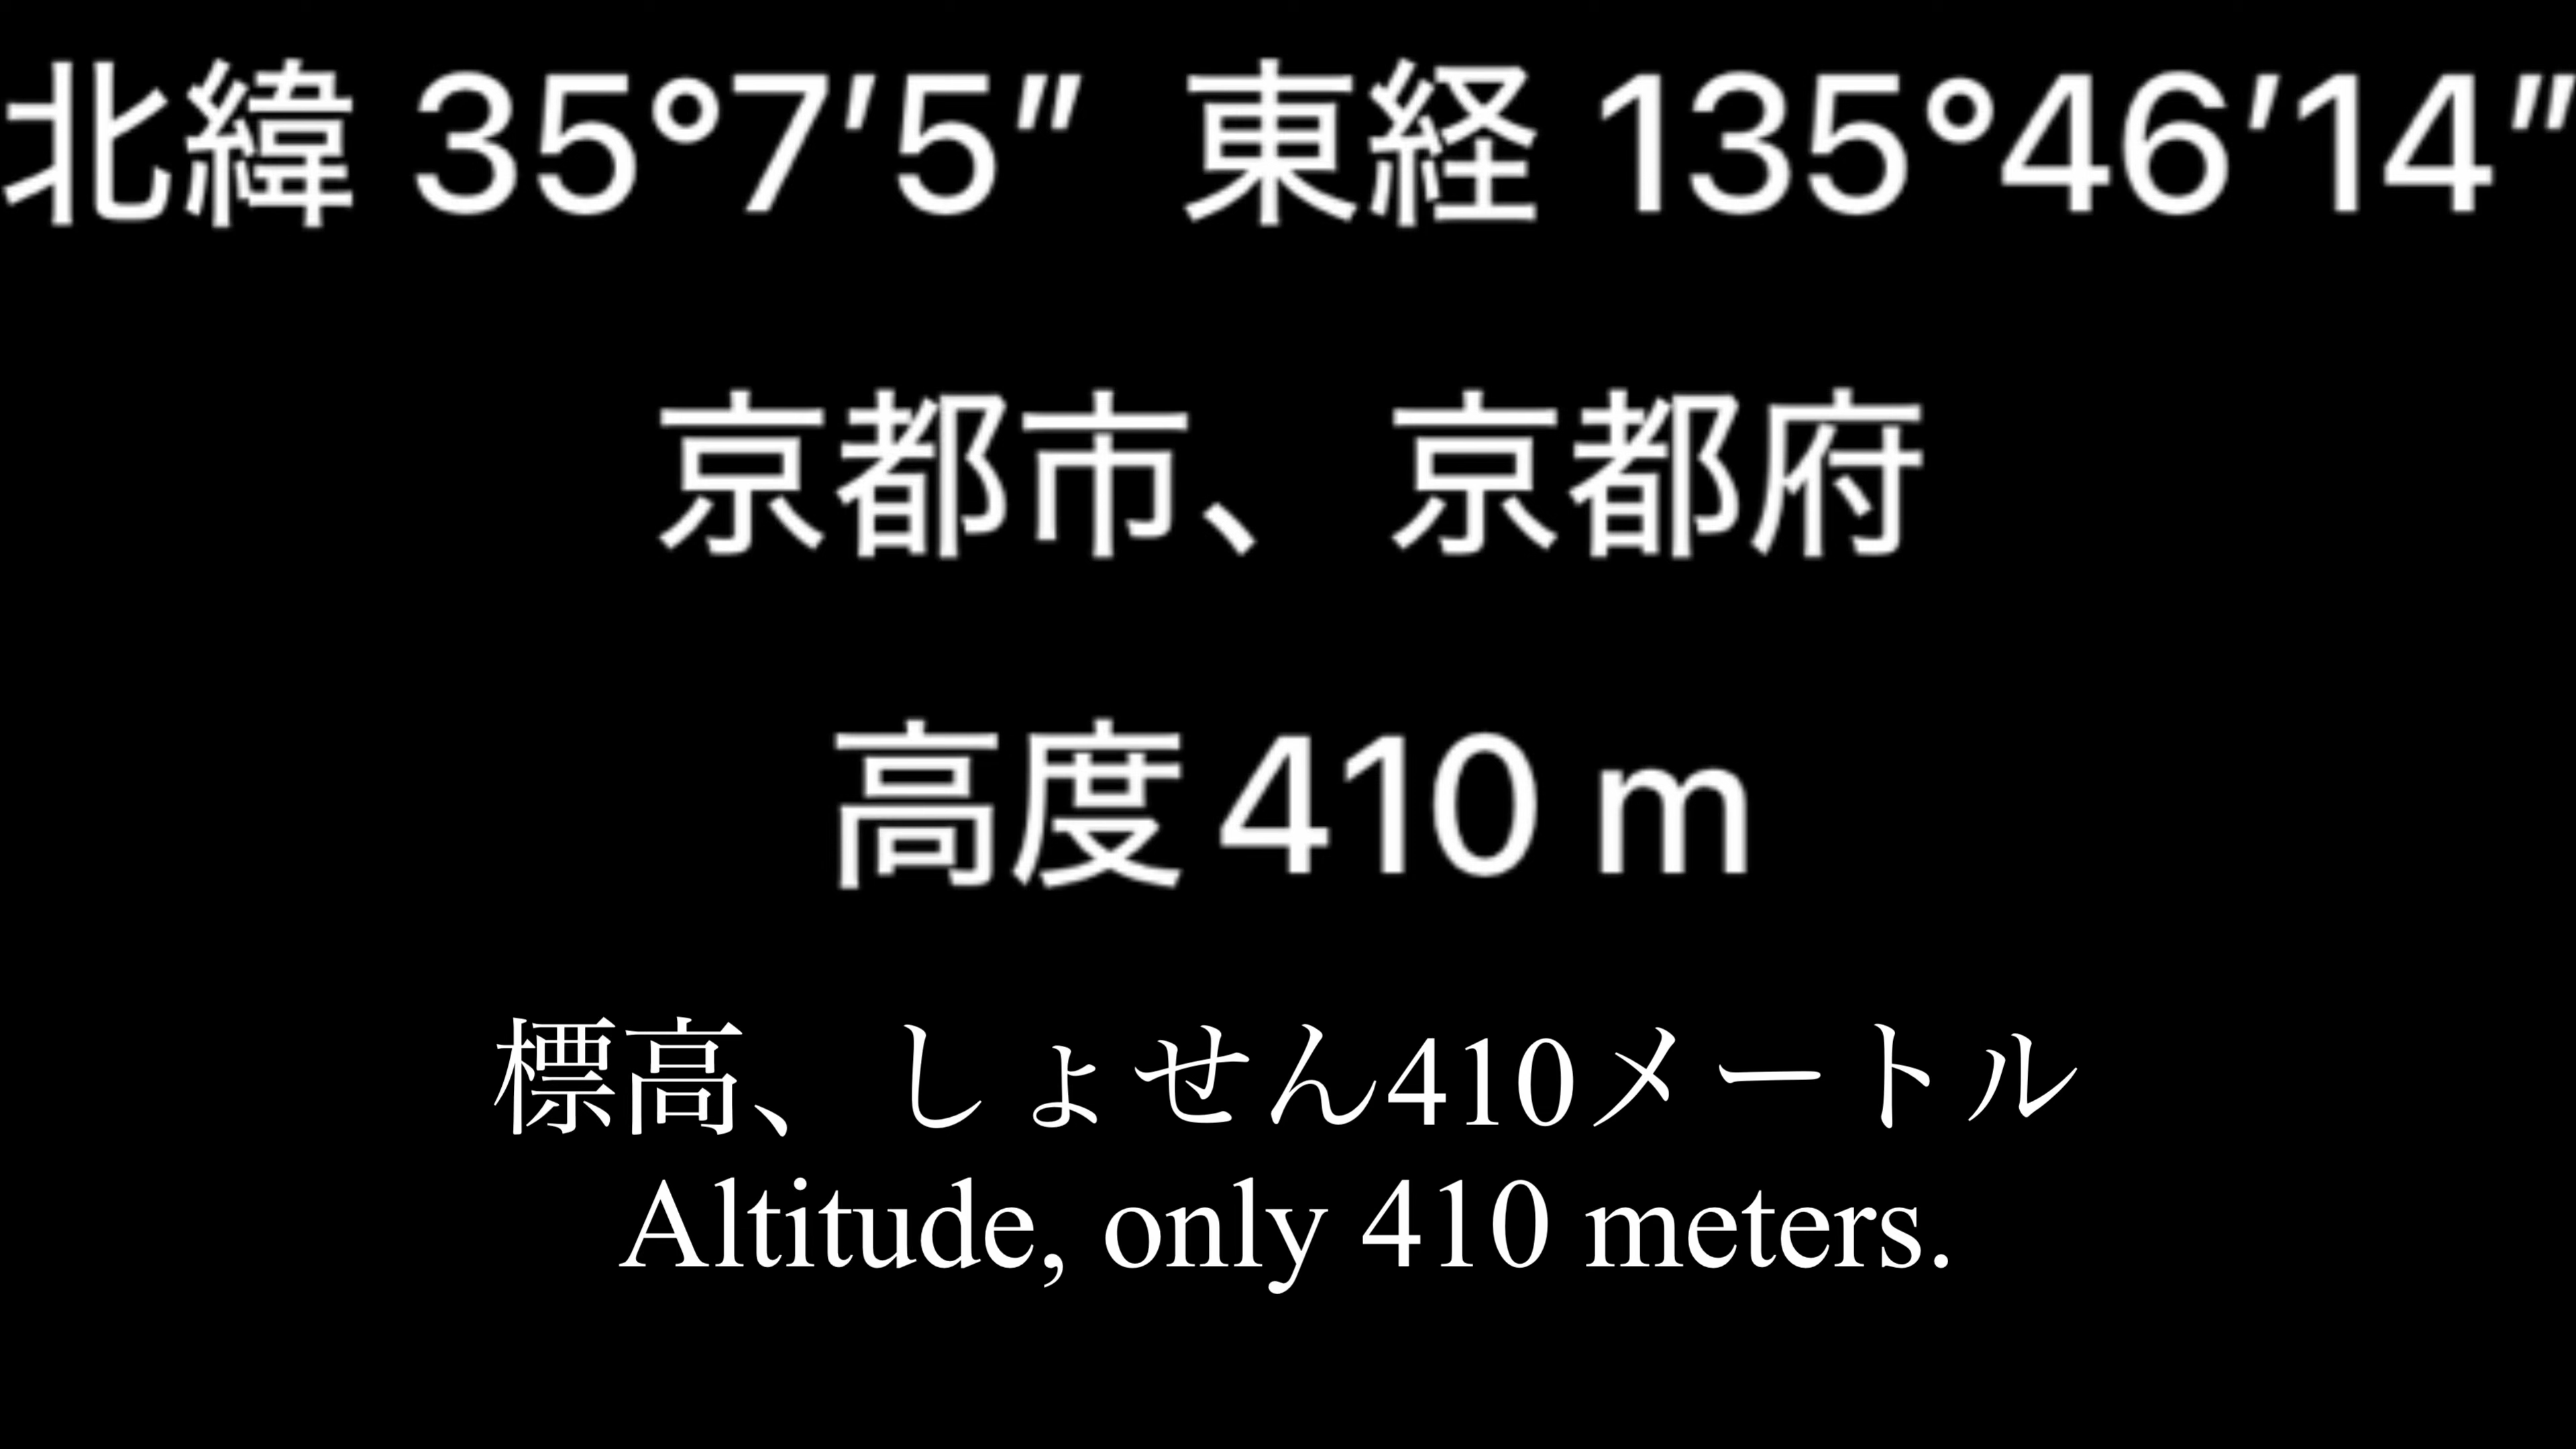 北緯 35°7′5″ 東経 135°46′14″
京都市、京都府
高度 410 m
標高、しょせん410メートル
Altitude, only 410 meters.